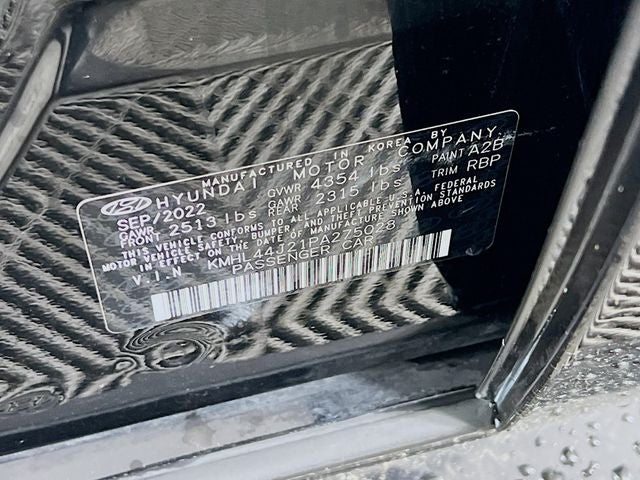 MANUFACTURED IN KOREA BY
HYUNDAI MOTOR COMPANY
SEP/2022 GVWR 4354 lbs PAINT A2B
GAWR FRONT 2513 lbs GAWR REAR 2315 lbs TRIM RBP
THIS VEHICLE CONFORMS TO ALL APPLICABLE U.S.A. FEDERAL
MOTOR VEHICLE SAFETY BUMPER AND THEFT PREVENTION STANDARDS
IN EFFECT ON THE DATE OF MANUFACTURE SHOWN ABOVE.
V.I.N KMHL44J21PA275028
PASSENGER CAR